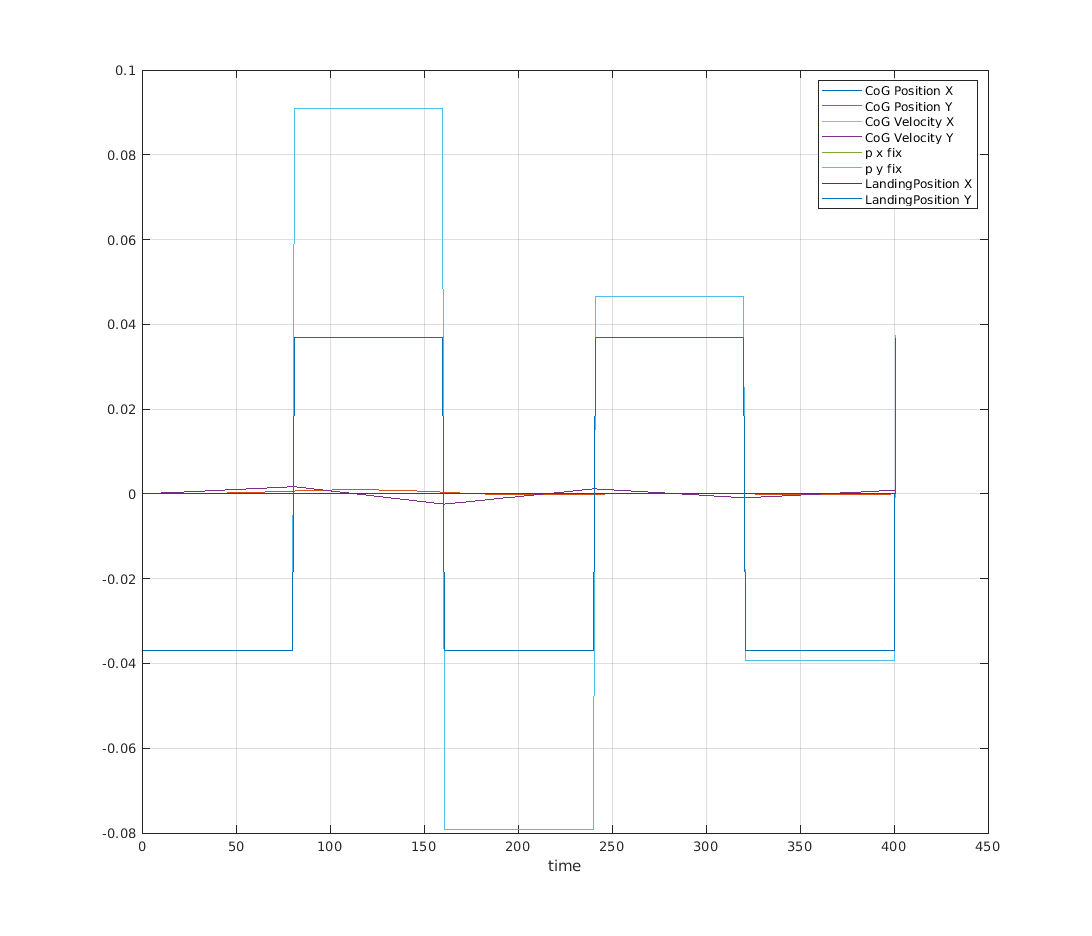 0.1
0.08
0.06
0.04
0.02
0
-0.02
-0.04
-0.06
-0.08
CoG Position X
CoG Position Y
CoG Velocity X
CoG Velocity Y
p x fix
p y fix
LandingPosition X
LandingPosition Y
0 50 100 150 200 250 300 350 400 450
time